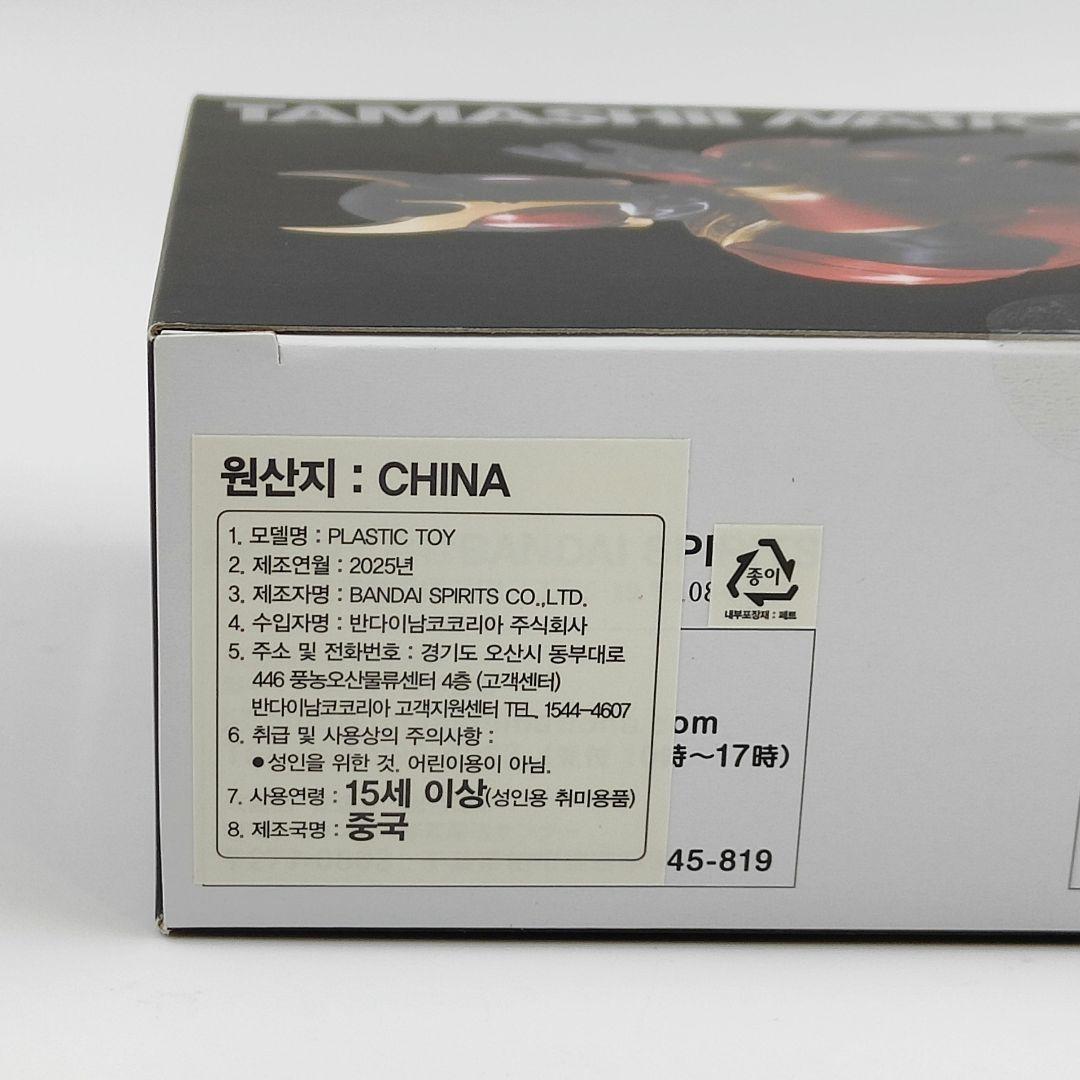 TAMASHII NATIO
원산지 : CHINA
1. 모델명 : PLASTIC TOY
2. 제조연월 : 2025년
3. 제조자명 : BANDAI SPIRITS CO.,LTD.
4. 수입자명 : 반다이남코코리아 주식회사
5. 주소 및 전화번호 : 경기도 오산시 동부대로
446 풍농오산물류센터 4층 (고객센터)
반다이남코코리아 고객지원센터 TEL. 1544-4607
6. 취급 및 사용상의 주의사항 :
●성인을 위한 것. 어린이용이 아님.
7. 사용연령 : 15세 이상(성인용 취미용품)
8. 제조국명 : 중국
종이
내부포장재 : 페트
om
時～17時)
45-819